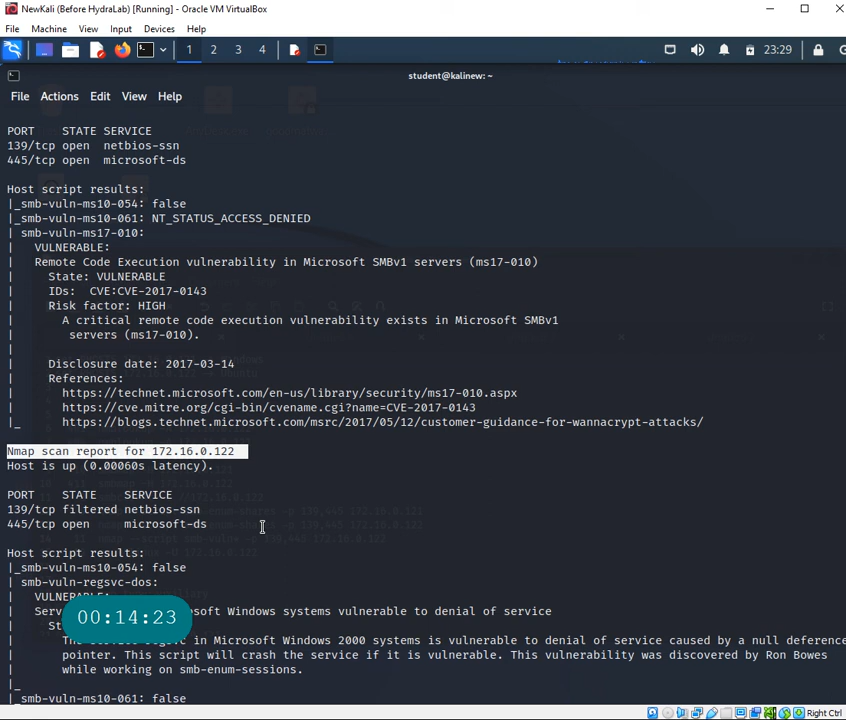 NewKali (Before HydraLab) [Running] - Oracle VM VirtualBox
File Machine View Input Devices Help
1 2 3 4 23:29
student@kalinew: ~
File Actions Edit View Help
PORT STATE SERVICE
139/tcp open netbios-ssn
445/tcp open microsoft-ds
Host script results:
|_smb-vuln-ms10-054: false
|_smb-vuln-ms10-061: NT_STATUS_ACCESS_DENIED
| smb-vuln-ms17-010:
| VULNERABLE:
| Remote Code Execution vulnerability in Microsoft SMBv1 servers (ms17-010)
| State: VULNERABLE
| IDs: CVE:CVE-2017-0143
| Risk factor: HIGH
| A critical remote code execution vulnerability exists in Microsoft SMBv1
| servers (ms17-010).
|
| Disclosure date: 2017-03-14
| References:
| https://technet.microsoft.com/en-us/library/security/ms17-010.aspx
| https://cve.mitre.org/cgi-bin/cvename.cgi?name=CVE-2017-0143
|_ https://blogs.technet.microsoft.com/msrc/2017/05/12/customer-guidance-for-wannacrypt-attacks/
Nmap scan report for 172.16.0.122
Host is up (0.00060s latency).
PORT STATE SERVICE
139/tcp filtered netbios-ssn
445/tcp open microsoft-ds
Host script results:
|_smb-vuln-ms10-054: false
| smb-vuln-regsvc-dos:
| VULN
| Serv osoft Windows systems vulnerable to denial of service
| St
00:14:23
| The in Microsoft Windows 2000 systems is vulnerable to denial of service caused by a null deference
| pointer. This script will crash the service if it is vulnerable. This vulnerability was discovered by Ron Bowes
| while working on smb-enum-sessions.
|_
|_smb-vuln-ms10-061: false
Right Ctrl